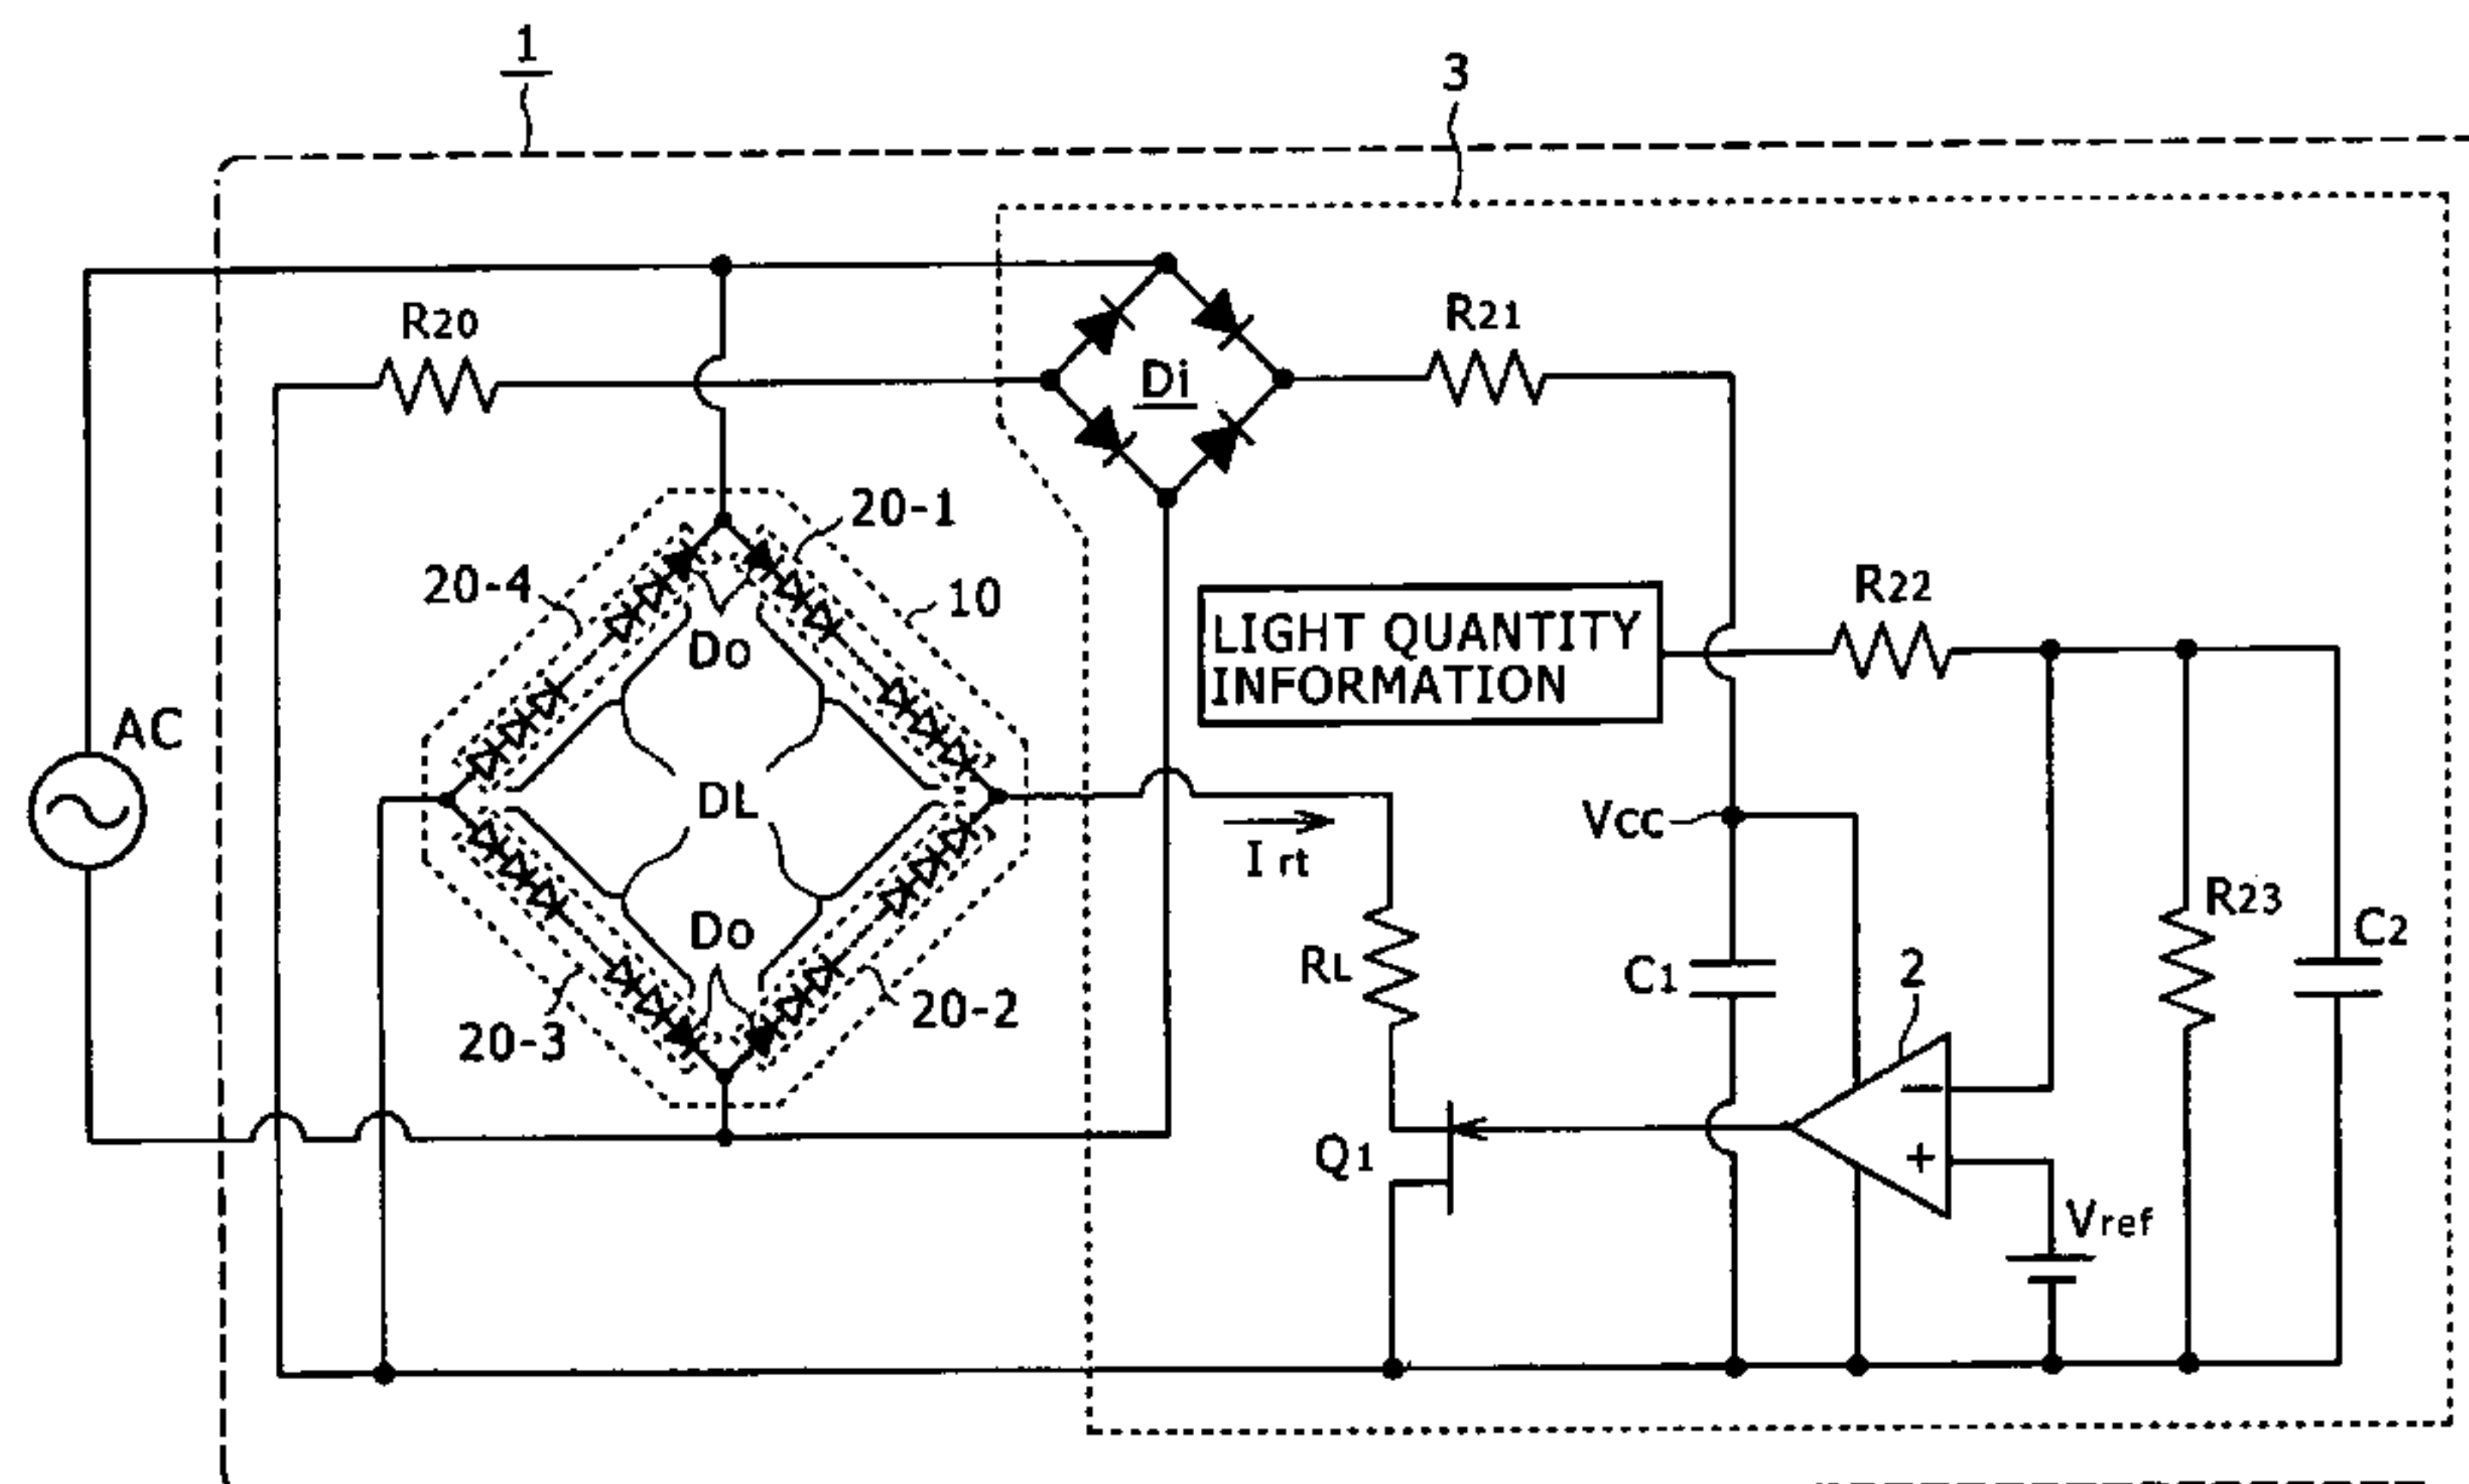 1
3
R20
R21
Di
20-1
20-4
10
R22
Do
LIGHT QUANTITY
INFORMATION
AC
DL
Vcc
Irt
R23
Do
C2
RL
C1
2
20-2
20-3
−
Q1
+
Vref